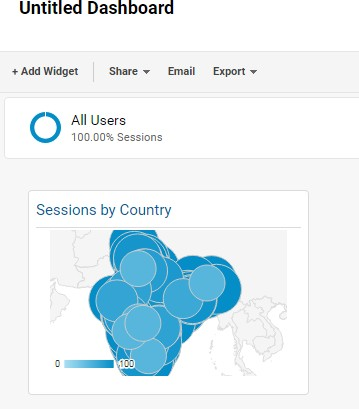 Untitled Dashboard
+ Add Widget Share Email Export
All Users
100.00% Sessions
Sessions by Country
0 100